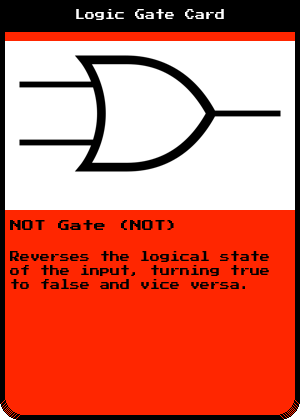 Logic Gate Card
NOT Gate (NOT)
Reverses the logical state
of the input, turning true
to false and vice versa.